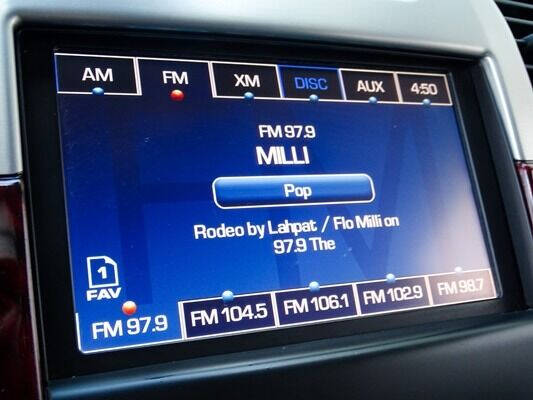 AM FM XM DISC AUX 4:50
FM 97.9
MILLI
Pop
Rodeo by Lahpat / Flo Milli on
97.9 The
1
FAV
FM 97.9 FM 104.5 FM 106.1 FM 102.9 FM 98.7